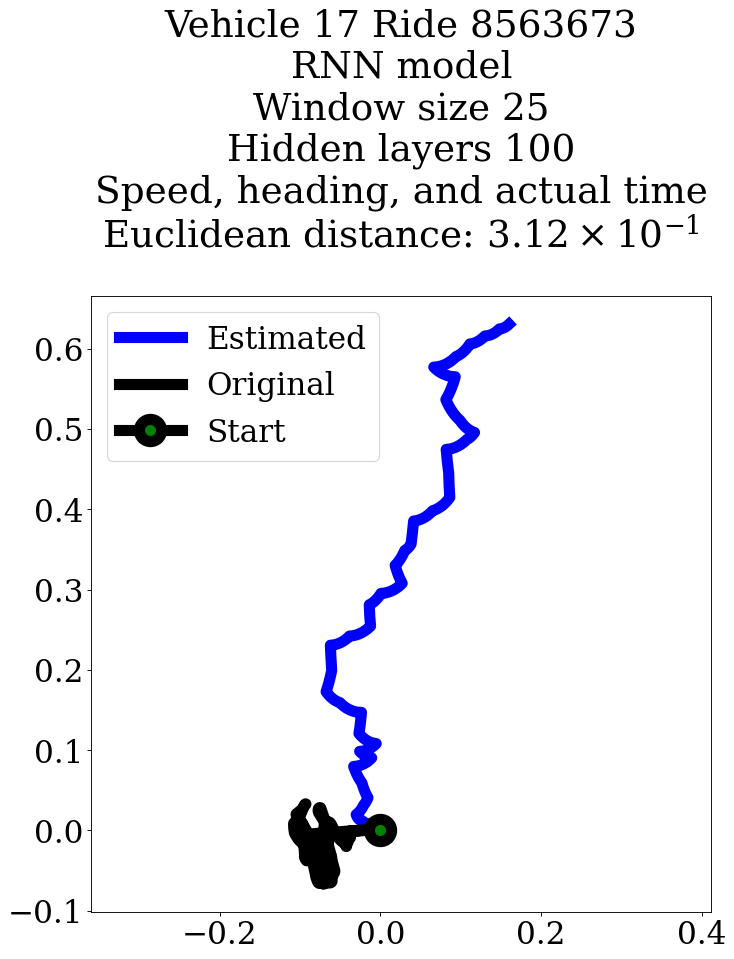 Vehicle 17 Ride 8563673
RNN model
Window size 25
Hidden layers 100
Speed, heading, and actual time
Euclidean distance: 3.12 × 10⁻¹
Estimated
Original
Start
0.6
0.5
0.4
0.3
0.2
0.1
0.0
−0.1
−0.2 0.0 0.2 0.4